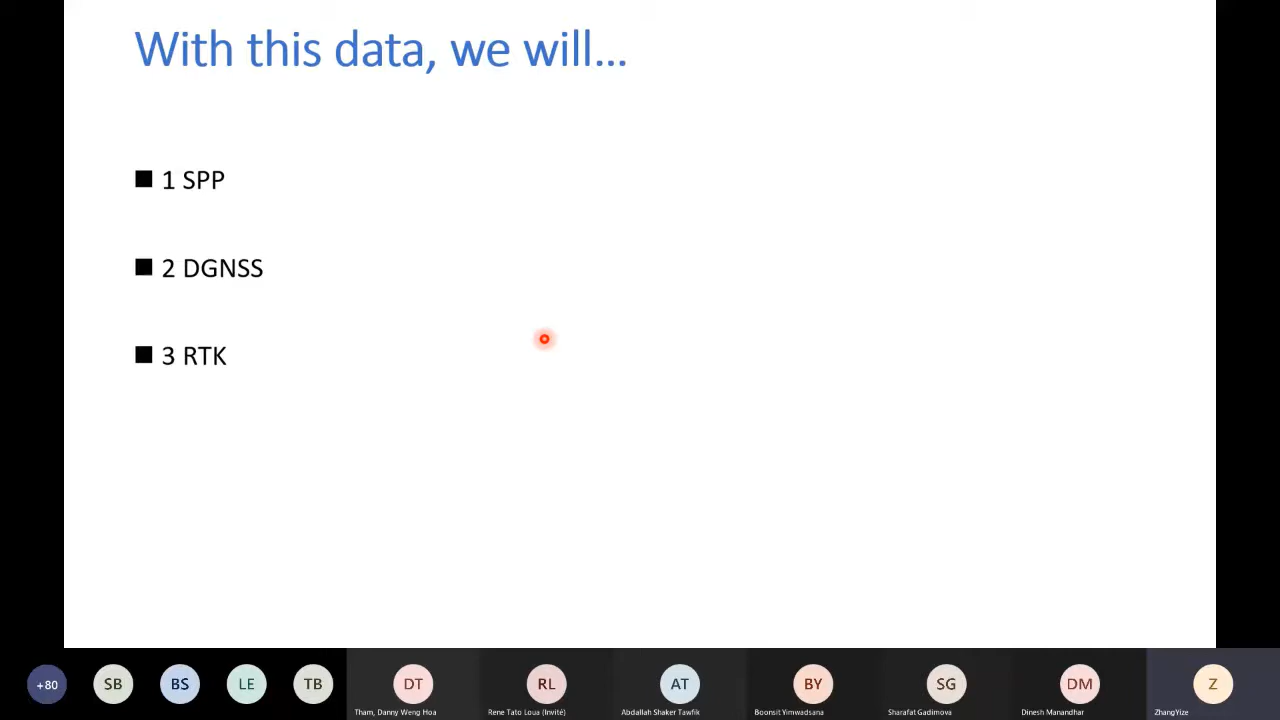 With this data, we will...
1 SPP
2 DGNSS
3 RTK
+80
SB
BS
LE
TB
DT
RL
AT
BY
SG
DM
Z
Tham, Danny Weng Hoa
Rene Tato Loua (Invité)
Abdallah Shaker Tawfik
Boonsit Yimwadsana
Sharafat Gadimova
Dinesh Manandhar
ZhangYize